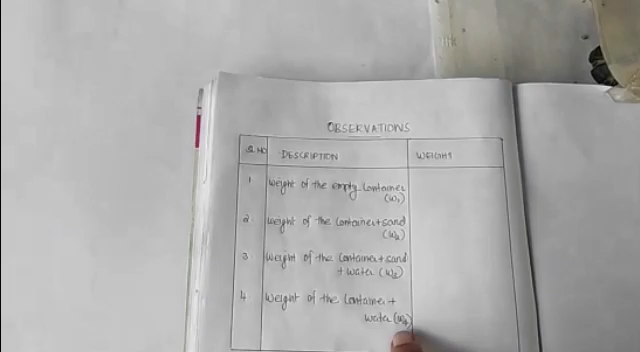 OBSERVATIONS
SL NO DESCRIPTION WEIGHT
1 Weight of the empty Container
(W₁)
2 Weight of the Container+sand
(W₂)
3 Weight of the Container+sand
+ Water (W₃)
4 Weight of the Container +
Water (W₄)